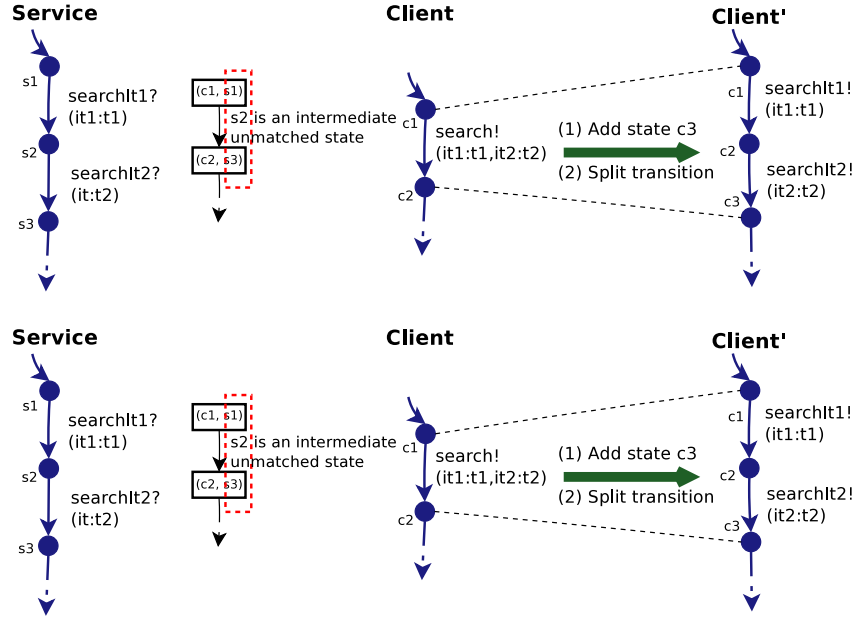 Service
Client
Client'
s1
searchIt1?
(it1:t1)
s2
searchIt2?
(it:t2)
s3
(c1, s1)
s2 is an intermediate
unmatched state
(c2, s3)
c1
search!
(it1:t1,it2:t2)
c2
(1) Add state c3
(2) Split transition
c1
searchIt1!
(it1:t1)
c2
searchIt2!
(it2:t2)
c3
Service
Client
Client'
s1
searchIt1?
(it1:t1)
s2
searchIt2?
(it:t2)
s3
(c1, s1)
s2 is an intermediate
unmatched state
(c2, s3)
c1
search!
(it1:t1,it2:t2)
c2
(1) Add state c3
(2) Split transition
c1
searchIt1!
(it1:t1)
c2
searchIt2!
(it2:t2)
c3